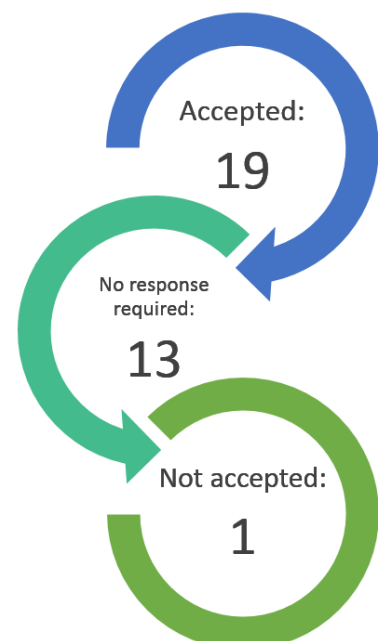 Accepted:
19
No response
required:
13
Not accepted:
1